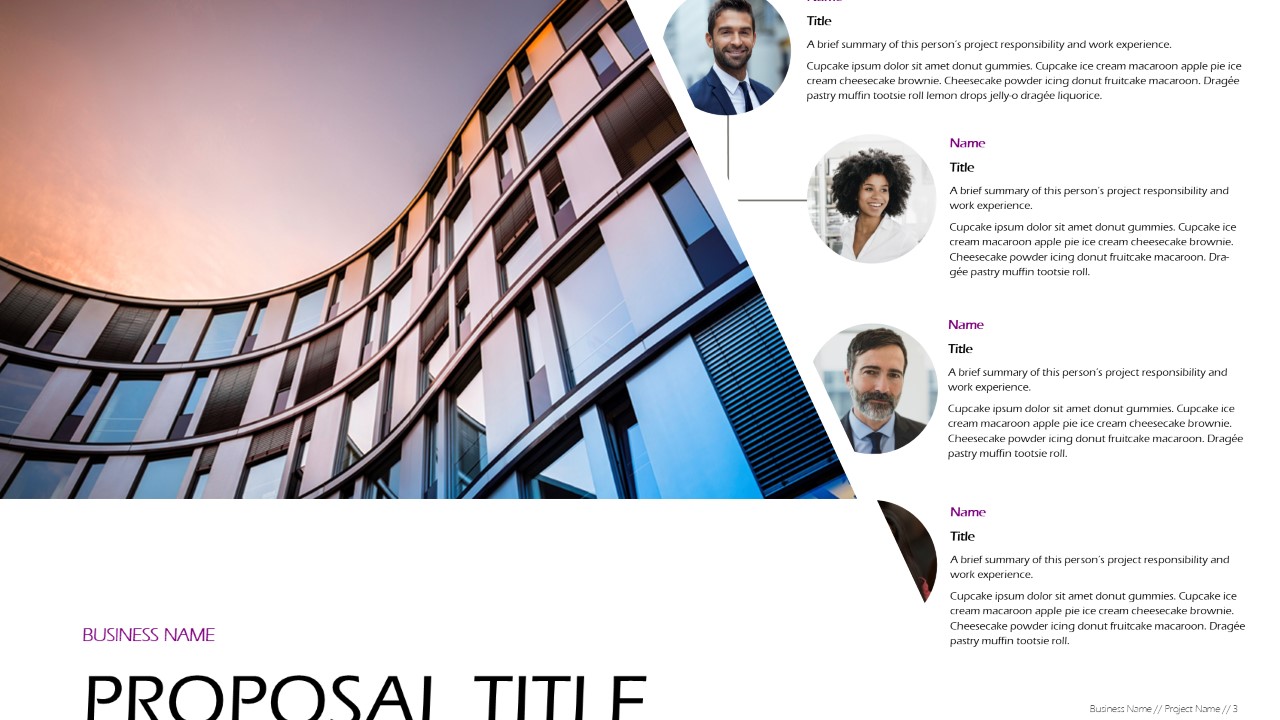 Name
Title
A brief summary of this person's project responsibility and work experience.
Cupcake ipsum dolor sit amet donut gummies. Cupcake ice cream macaroon apple pie ice
cream cheesecake brownie. Cheesecake powder icing donut fruitcake macaroon. Dragée
pastry muffin tootsie roll lemon drops jelly-o dragée liquorice.
Name
Title
A brief summary of this person's project responsibility and
work experience.
Cupcake ipsum dolor sit amet donut gummies. Cupcake ice
cream macaroon apple pie ice cream cheesecake brownie.
Cheesecake powder icing donut fruitcake macaroon. Dra-
gée pastry muffin tootsie roll.
Name
Title
A brief summary of this person's project responsibility and
work experience.
Cupcake ipsum dolor sit amet donut gummies. Cupcake ice
cream macaroon apple pie ice cream cheesecake brownie.
Cheesecake powder icing donut fruitcake macaroon. Dragée
pastry muffin tootsie roll.
Name
Title
A brief summary of this person's project responsibility and
work experience.
Cupcake ipsum dolor sit amet donut gummies. Cupcake ice
cream macaroon apple pie ice cream cheesecake brownie.
Cheesecake powder icing donut fruitcake macaroon. Dragée
pastry muffin tootsie roll.
BUSINESS NAME
PROPOSAL TITLE
Business Name // Project Name // 3